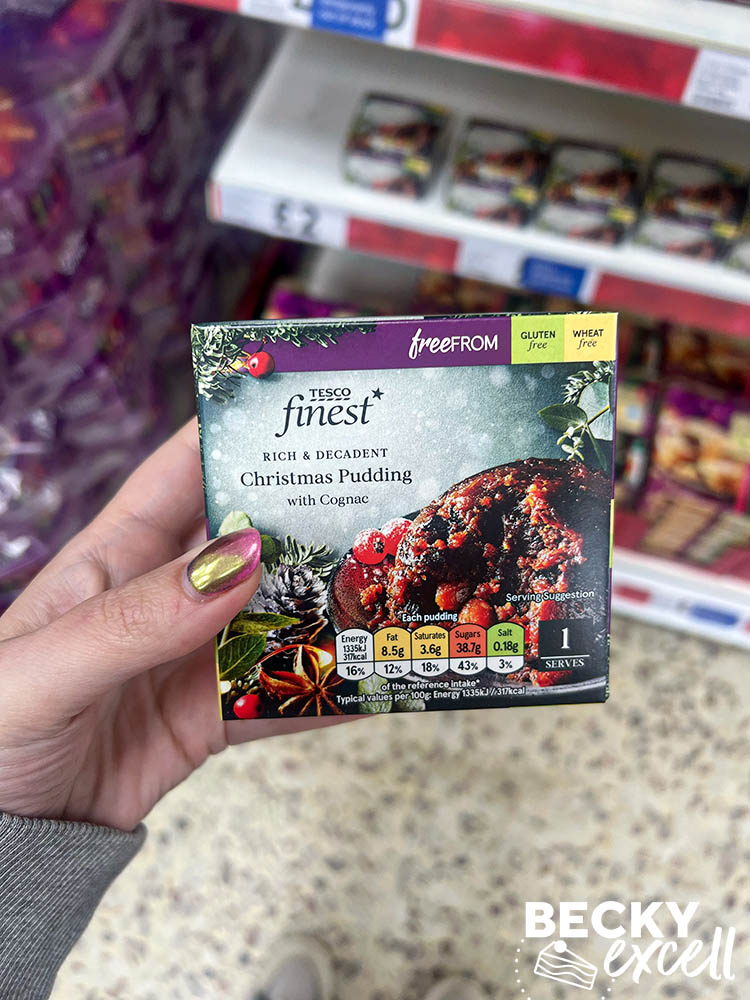 £2
freeFROM
GLUTEN
free
WHEAT
free
TESCO
finest*
RICH & DECADENT
Christmas Pudding
with Cognac
Serving Suggestion
Each pudding
Energy
1335kJ
317kcal
16%
Fat
8.5g
12%
Saturates
3.6g
18%
Sugars
38.7g
43%
Salt
0.18g
3%
1
SERVES
of the reference intake*
Typical values per 100g: Energy 1335kJ / 317kcal
BECKY
excell